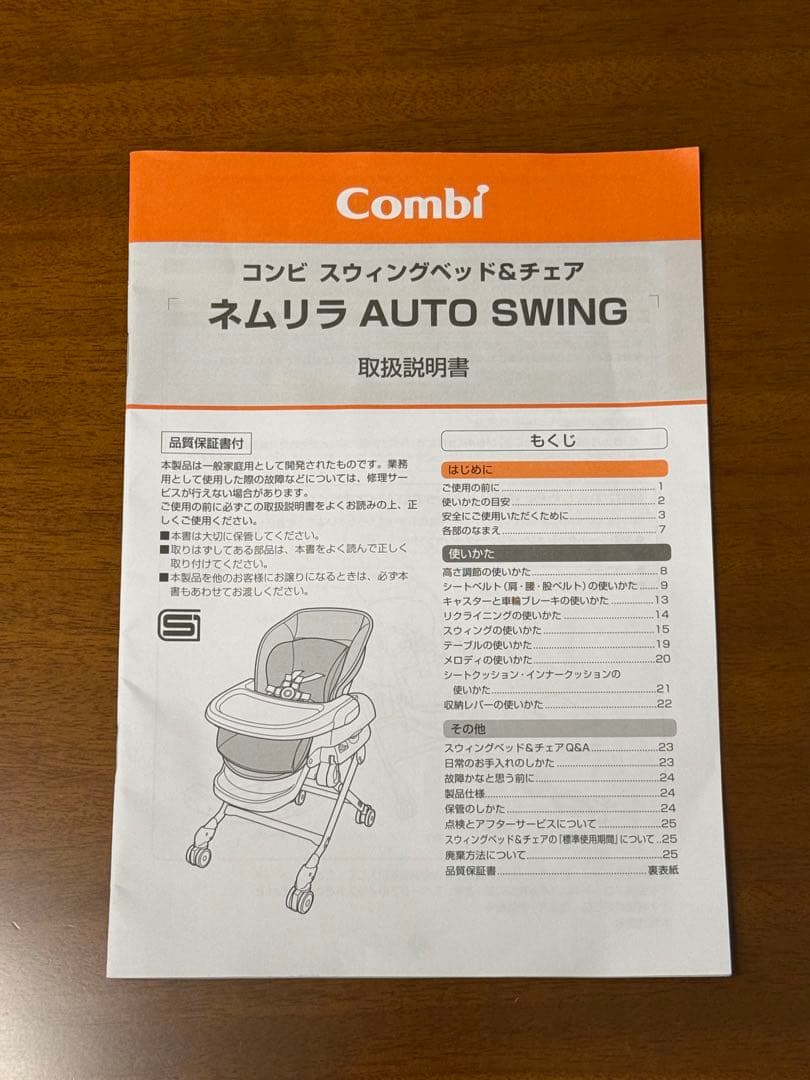 Combi
コンビ スウィングベッド&チェア
「ネムリラ AUTO SWING」
取扱説明書
品質保証書付
本製品は一般家庭用として開発されたものです。業務
用として使用した際の故障などについては、修理サー
ビスが行えない場合があります。
ご使用の前に必ずこの取扱説明書をよくお読みの上、正
しくご使用ください。
■本書は大切に保管してください。
■取りはずしてある部品は、本書をよく読んで正しく
取り付けてください。
■本製品を他のお客様にお譲りになるときは、必ず本
書もあわせてお渡しください。
もくじ
はじめに
ご使用の前に..............................1
使いかたの目安..............................2
安全にご使用いただくために..............................3
各部のなまえ..............................7
使いかた
高さ調節の使いかた..............................8
シートベルト(肩・腰・股ベルト)の使いかた......9
キャスターと車輪ブレーキの使いかた..............13
リクライニングの使いかた..............................14
スウィングの使いかた..............................15
テーブルの使いかた..............................19
メロディの使いかた..............................20
シートクッション・インナークッションの
使いかた..............................21
収納レバーの使いかた..............................22
その他
スウィングベッド&チェア Q&A..................23
日常のお手入れのしかた..............................23
故障かなと思う前に..............................24
製品仕様..............................24
保管のしかた..............................24
点検とアフターサービスについて..................25
スウィングベッド&チェアの「標準使用期間」について..25
廃棄方法について..............................25
品質保証書..............................裏表紙